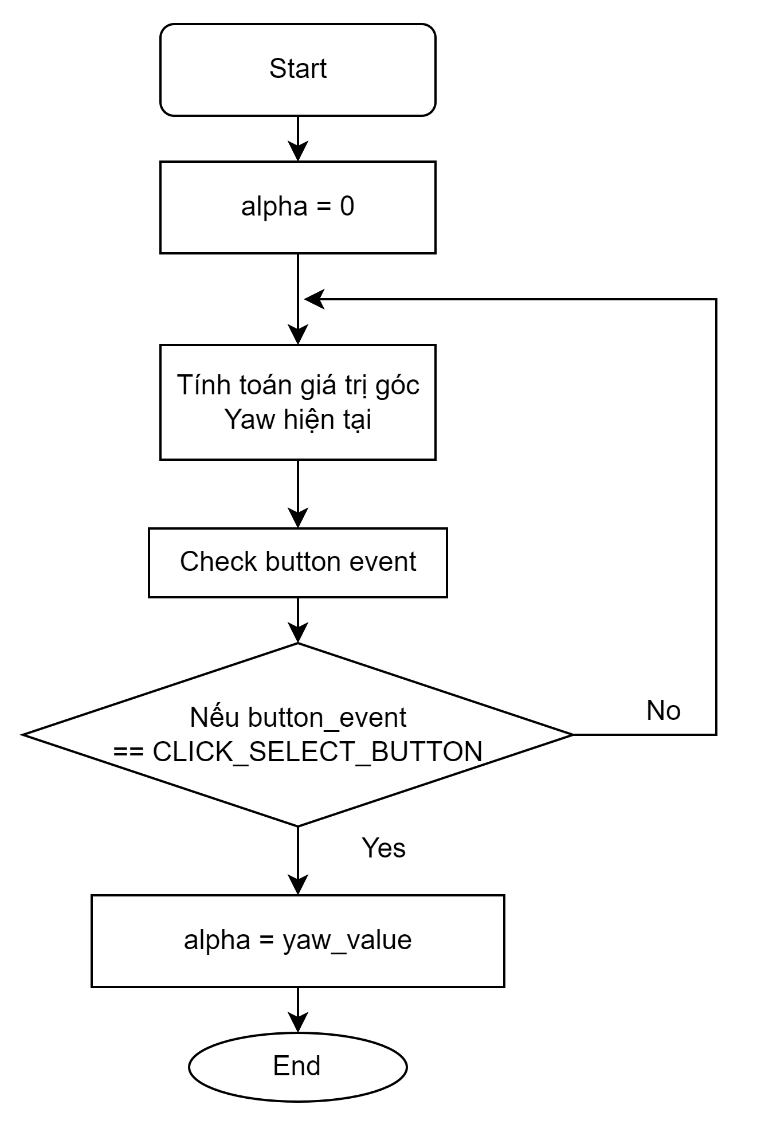 Start
alpha = 0
Tính toán giá trị góc
Yaw hiện tại
Check button event
Nếu button_event
== CLICK_SELECT_BUTTON
No
Yes
alpha = yaw_value
End